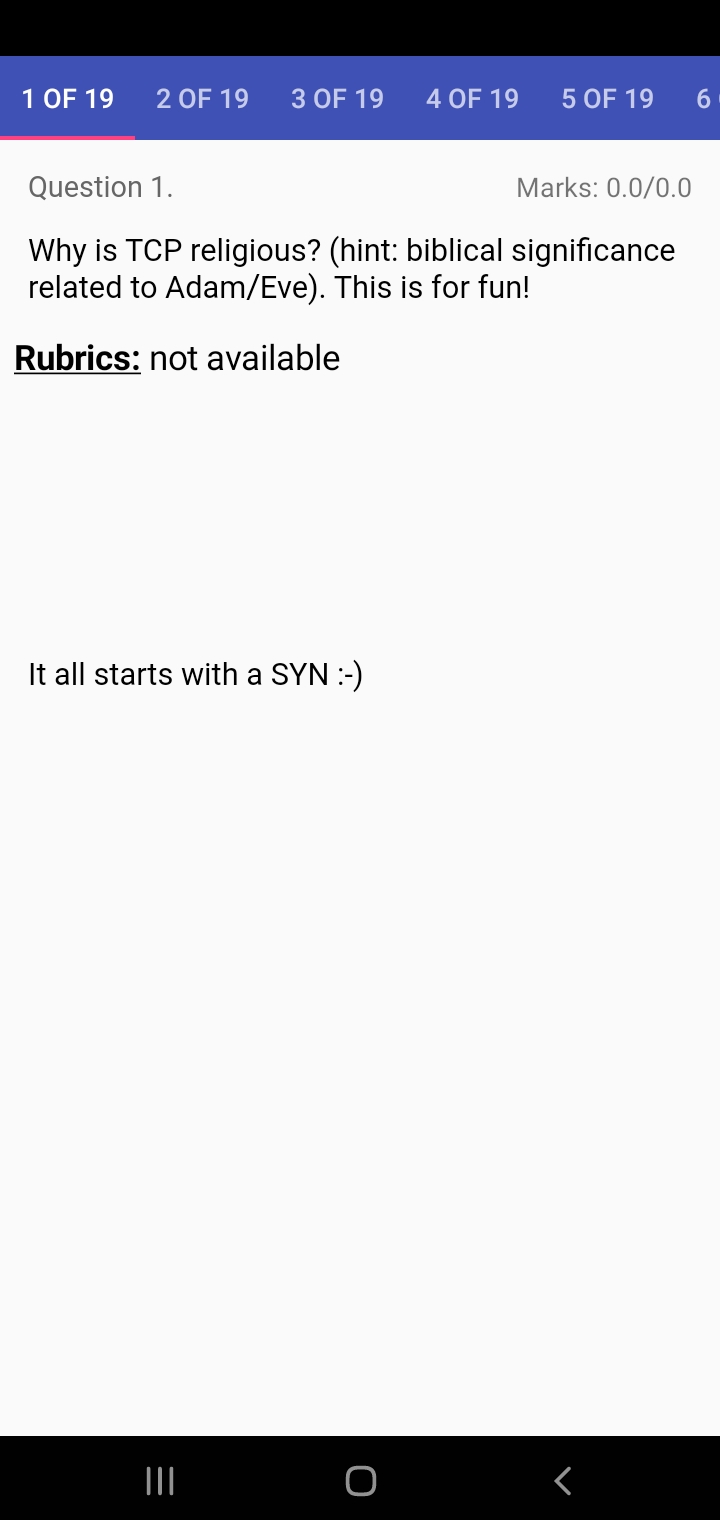 1 OF 19 2 OF 19 3 OF 19 4 OF 19 5 OF 19 6
Question 1. Marks: 0.0/0.0
Why is TCP religious? (hint: biblical significance
related to Adam/Eve). This is for fun!
Rubrics: not available
It all starts with a SYN :-)